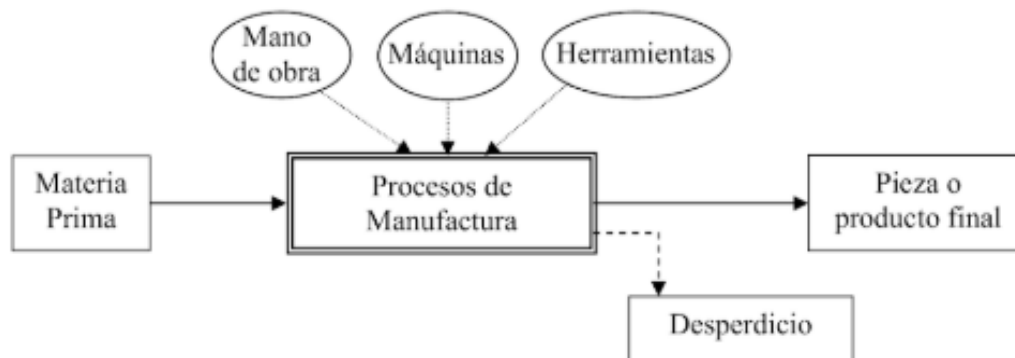 Mano
de obra
Máquinas
Herramientas
Materia
Prima
Procesos de
Manufactura
Pieza o
producto final
Desperdicio